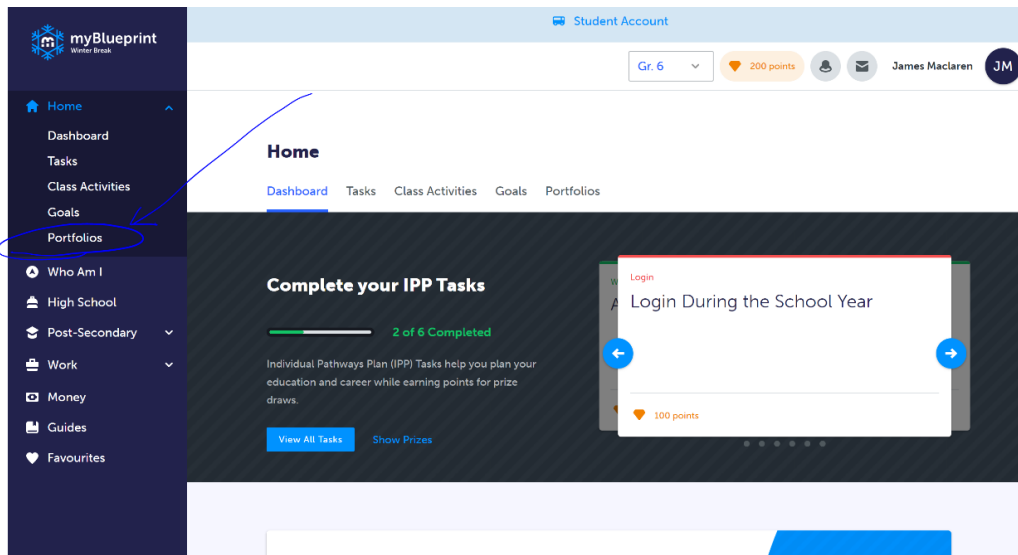 myBlueprint
Winter Break
Student Account
Gr. 6
200 points
James Maclaren
JM
Home
Dashboard
Tasks
Class Activities
Goals
Portfolios
Who Am I
High School
Post-Secondary
Work
Money
Guides
Favourites
Home
Dashboard Tasks Class Activities Goals Portfolios
Complete your IPP Tasks
2 of 6 Completed
Individual Pathways Plan (IPP) Tasks help you plan your
education and career while earning points for prize
draws.
View All Tasks Show Prizes
Login
Login During the School Year
100 points